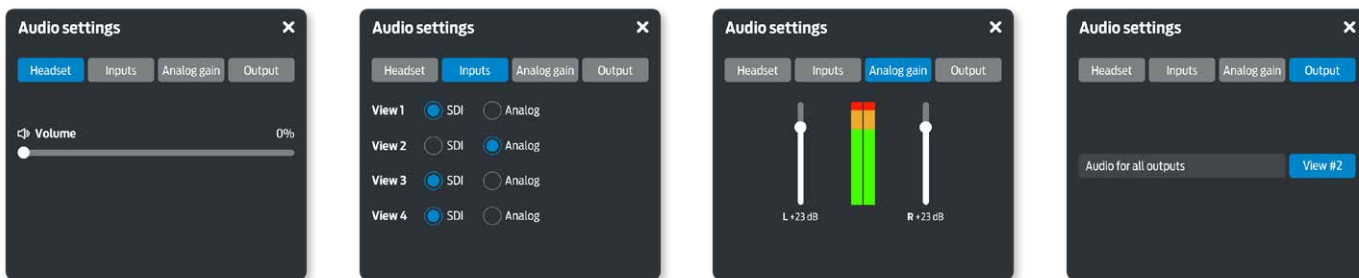 Audio settings
Headset Inputs Analog gain Output
Volume 0%
Audio settings
Headset Inputs Analog gain Output
View 1 SDI Analog
View 2 SDI Analog
View 3 SDI Analog
View 4 SDI Analog
Audio settings
Headset Inputs Analog gain Output
L +23 dB R +23 dB
Audio settings
Headset Inputs Analog gain Output
Audio for all outputs View #2